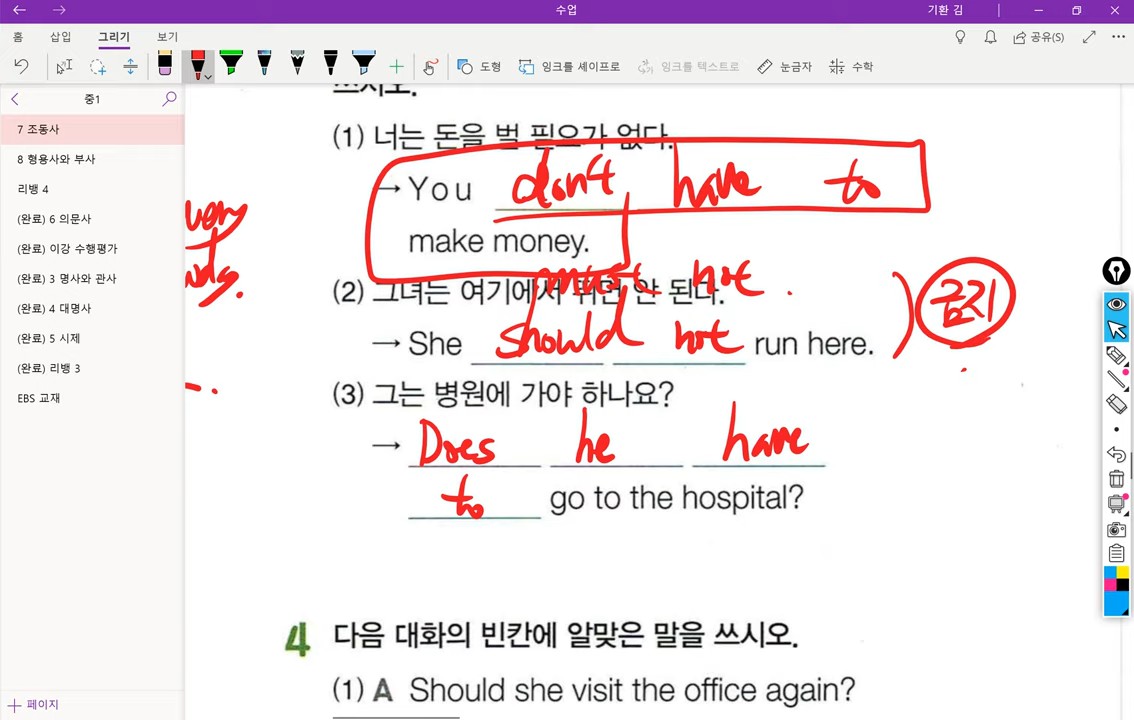 수업
기환 김
홈 삽입 그리기 보기
공유(S)
도형 잉크를 셰이프로 잉크를 텍스트로 눈금자 수학
중1
7 조동사
8 형용사와 부사
리뱅 4
(완료) 6 의문사
(완료) 이강 수행평가
(완료) 3 명사와 관사
(완료) 4 대명사
(완료) 5 시제
(완료) 리뱅 3
EBS 교재
페이지
쓰시오.
(1) 너는 돈을 벌 필요가 없다.
→ You don't have to
make money.
must not .
(2) 그녀는 여기에서 뛰면 안 된다.
→ She should not run here.
금지
(3) 그는 병원에 가야 하나요?
→ Does he have
to go to the hospital?
4 다음 대화의 빈칸에 알맞은 말을 쓰시오.
(1) A Should she visit the office again?